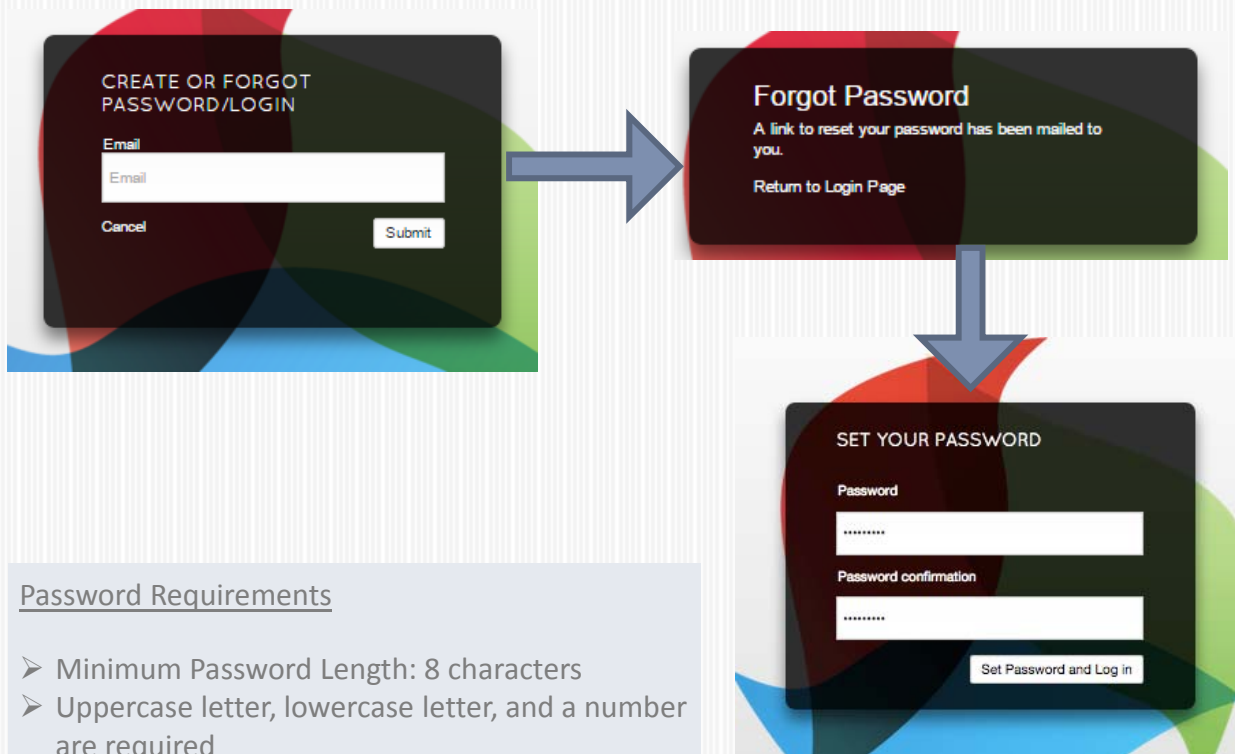 CREATE OR FORGOT
PASSWORD/LOGIN
Email
Email
Cancel
Submit
Forgot Password
A link to reset your password has been mailed to
you.
Return to Login Page
SET YOUR PASSWORD
Password
•••••••••
Password confirmation
•••••••••
Set Password and Log in
Password Requirements
➢ Minimum Password Length: 8 characters
➢ Uppercase letter, lowercase letter, and a number
are required